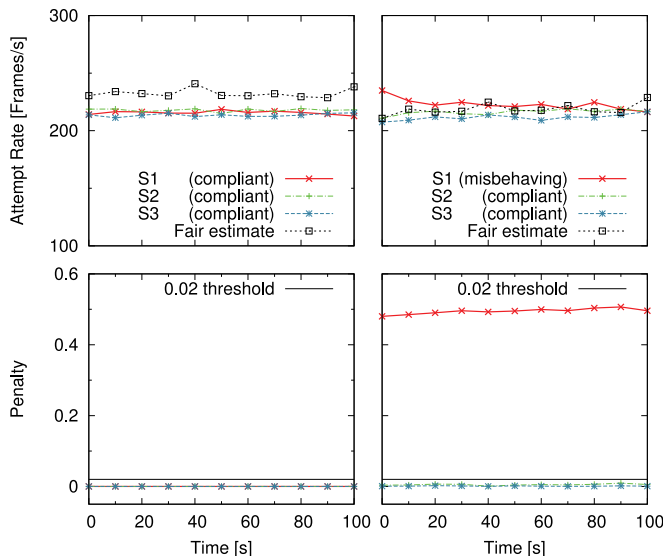 Attempt Rate [Frames/s]
300
200
100
S1 (compliant)
S2 (compliant)
S3 (compliant)
Fair estimate
S1 (misbehaving)
S2 (compliant)
S3 (compliant)
Fair estimate
Penalty
0.6
0.4
0.2
0
0.02 threshold
0.02 threshold
0 20 40 60 80 100
0 20 40 60 80 100
Time [s]
Time [s]